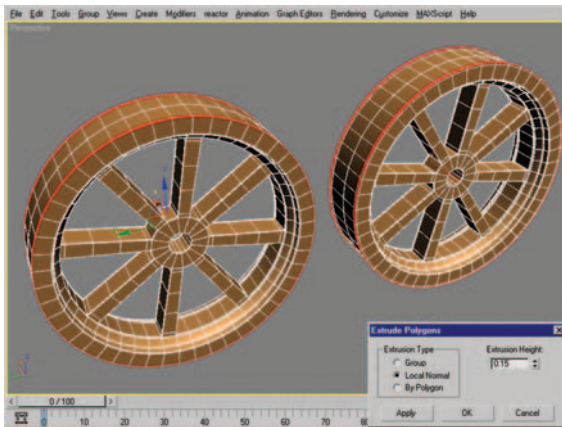 File Edit Tools Group Views Create Modifiers reactor Animation Graph Editors Rendering Customize MAXScript Help
Perspective
Extrude Polygons
Extrusion Type
Group
Local Normal
By Polygon
Extrusion Height:
0.15
Apply OK Cancel
0 / 100
0 10 20 30 40 50 60 70 80